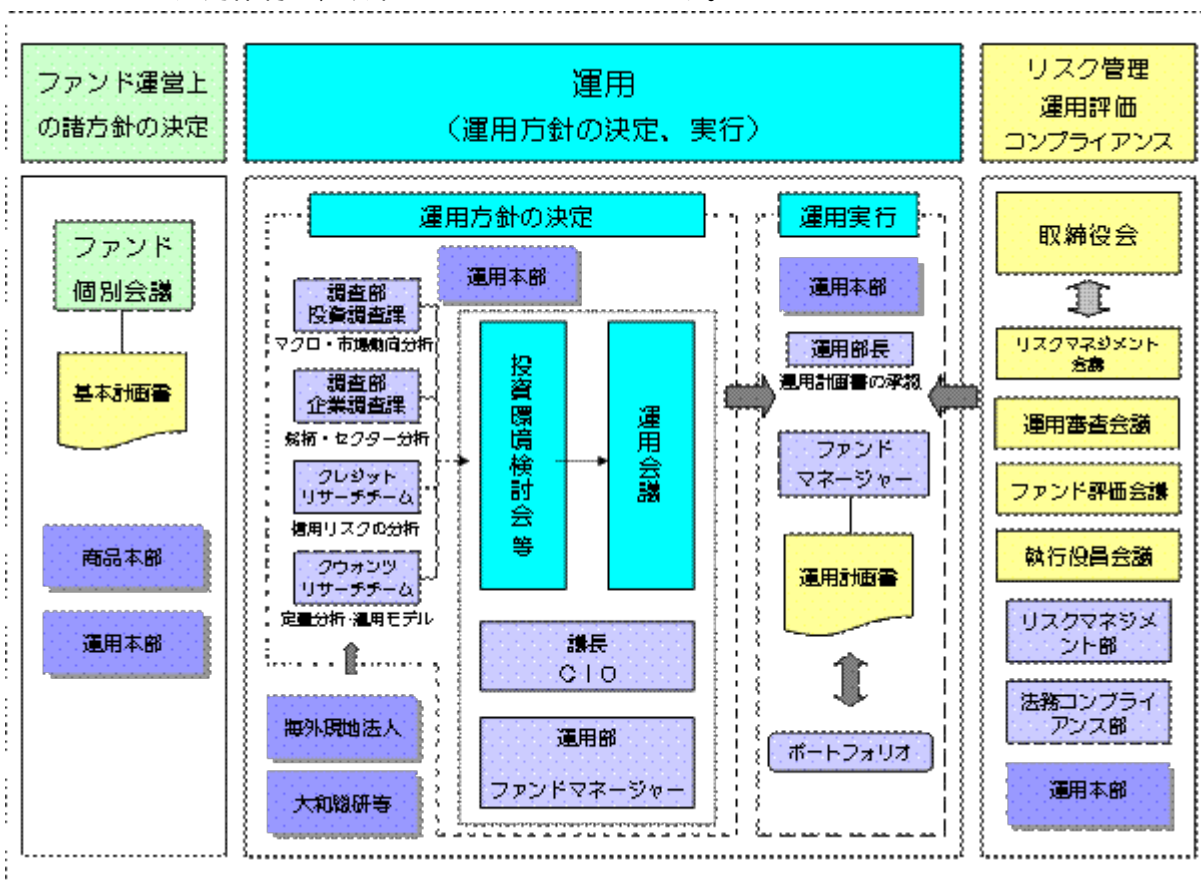 ファンド運営上
の諸方針の決定
運用
（運用方針の決定、実行）
リスク管理
運用評価
コンプライアンス
ファンド
個別会議
基本計画書
商品本部
運用本部
運用方針の決定
運用本部
調査部
投資調査課
マクロ・市場動向分析
調査部
企業調査課
銘柄・セクター分析
クレジット
リサーチチーム
信用リスクの分析
クウォンツ
リサーチチーム
定量分析・運用モデル
海外現地法人
大和総研等
投資環境検討会等
運用会議
議長
ＣＩＯ
運用部
ファンドマネージャー
運用実行
運用本部
運用部長
運用計画書の承認
ファンド
マネージャー
運用計画書
ポートフォリオ
取締役会
リスクマネジメント
会議
運用審査会議
ファンド評価会議
執行役員会議
リスクマネジメ
ント部
法務コンプライ
アンス部
運用本部